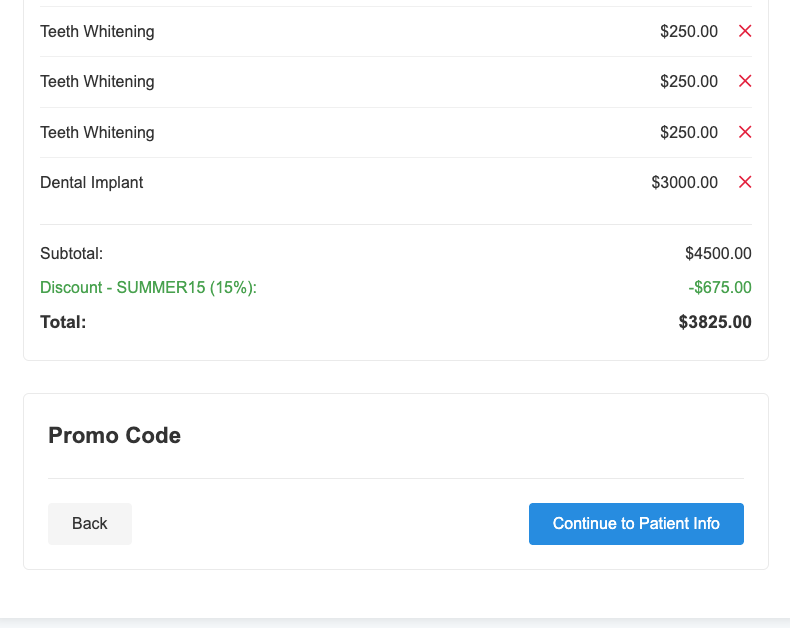 Teeth Whitening $250.00
Teeth Whitening $250.00
Teeth Whitening $250.00
Dental Implant $3000.00
Subtotal: $4500.00
Discount - SUMMER15 (15%): -$675.00
Total: $3825.00
Promo Code
Back Continue to Patient Info